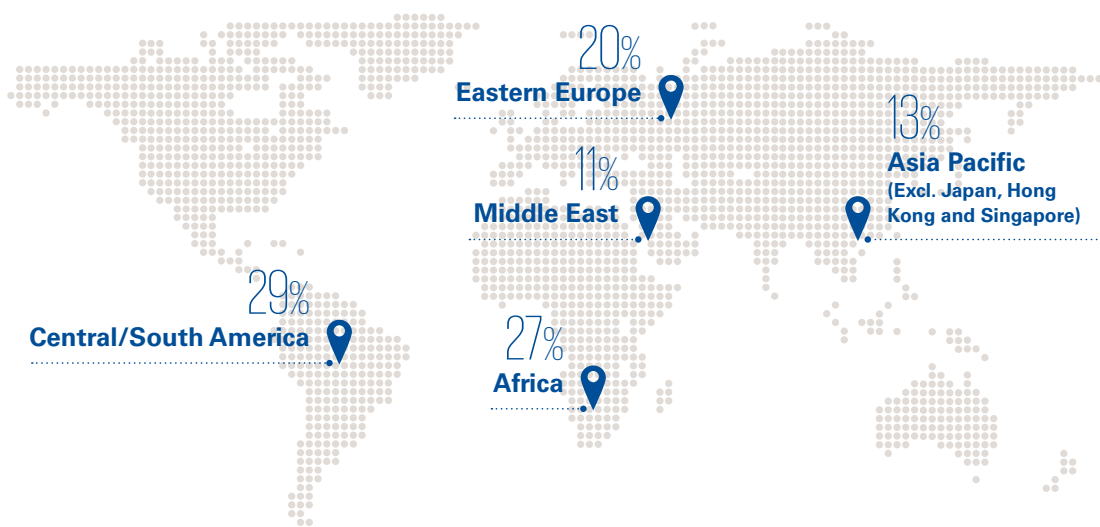 20%
Eastern Europe
13%
Asia Pacific
(Excl. Japan, Hong
Kong and Singapore)
11%
Middle East
29%
Central/South America
27%
Africa